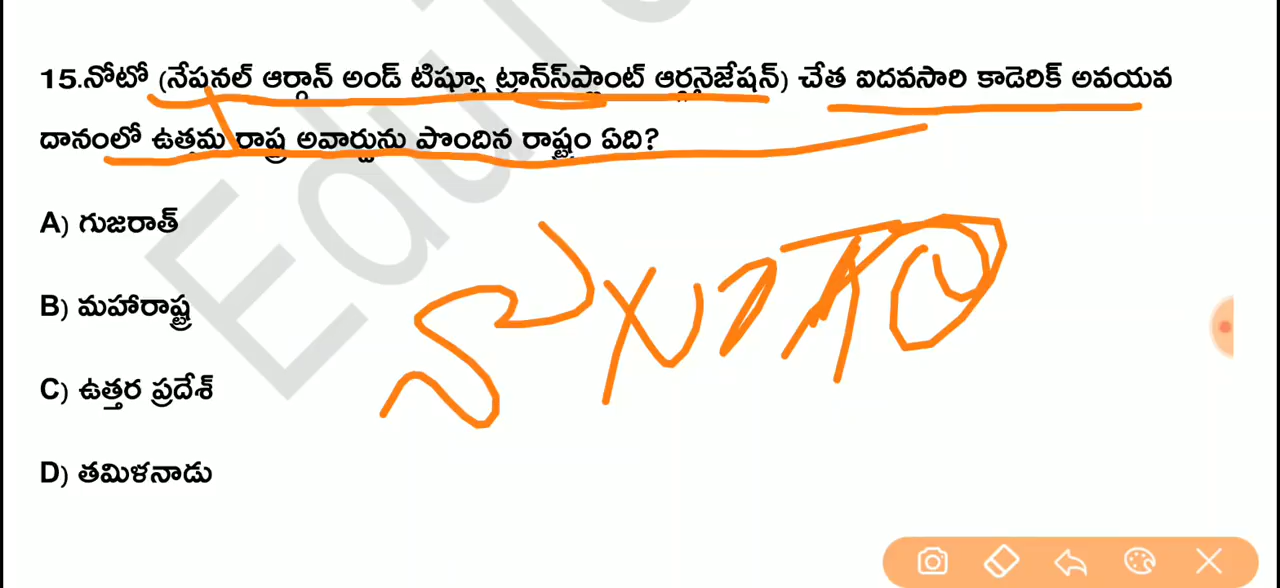 15.నోటో (నేషనల్ ఆర్గాన్ అండ్ టిష్యూ ట్రాన్స్‌ప్లాంట్ ఆర్గనైజేషన్) చేత ఐదవసారి కాడెరిక్ అవయవ
దానంలో ఉత్తమ రాష్ట్ర అవార్డును పొందిన రాష్ట్రం ఏది?
A) గుజరాత్
B) మహారాష్ట్ర
C) ఉత్తర ప్రదేశ్
D) తమిళనాడు